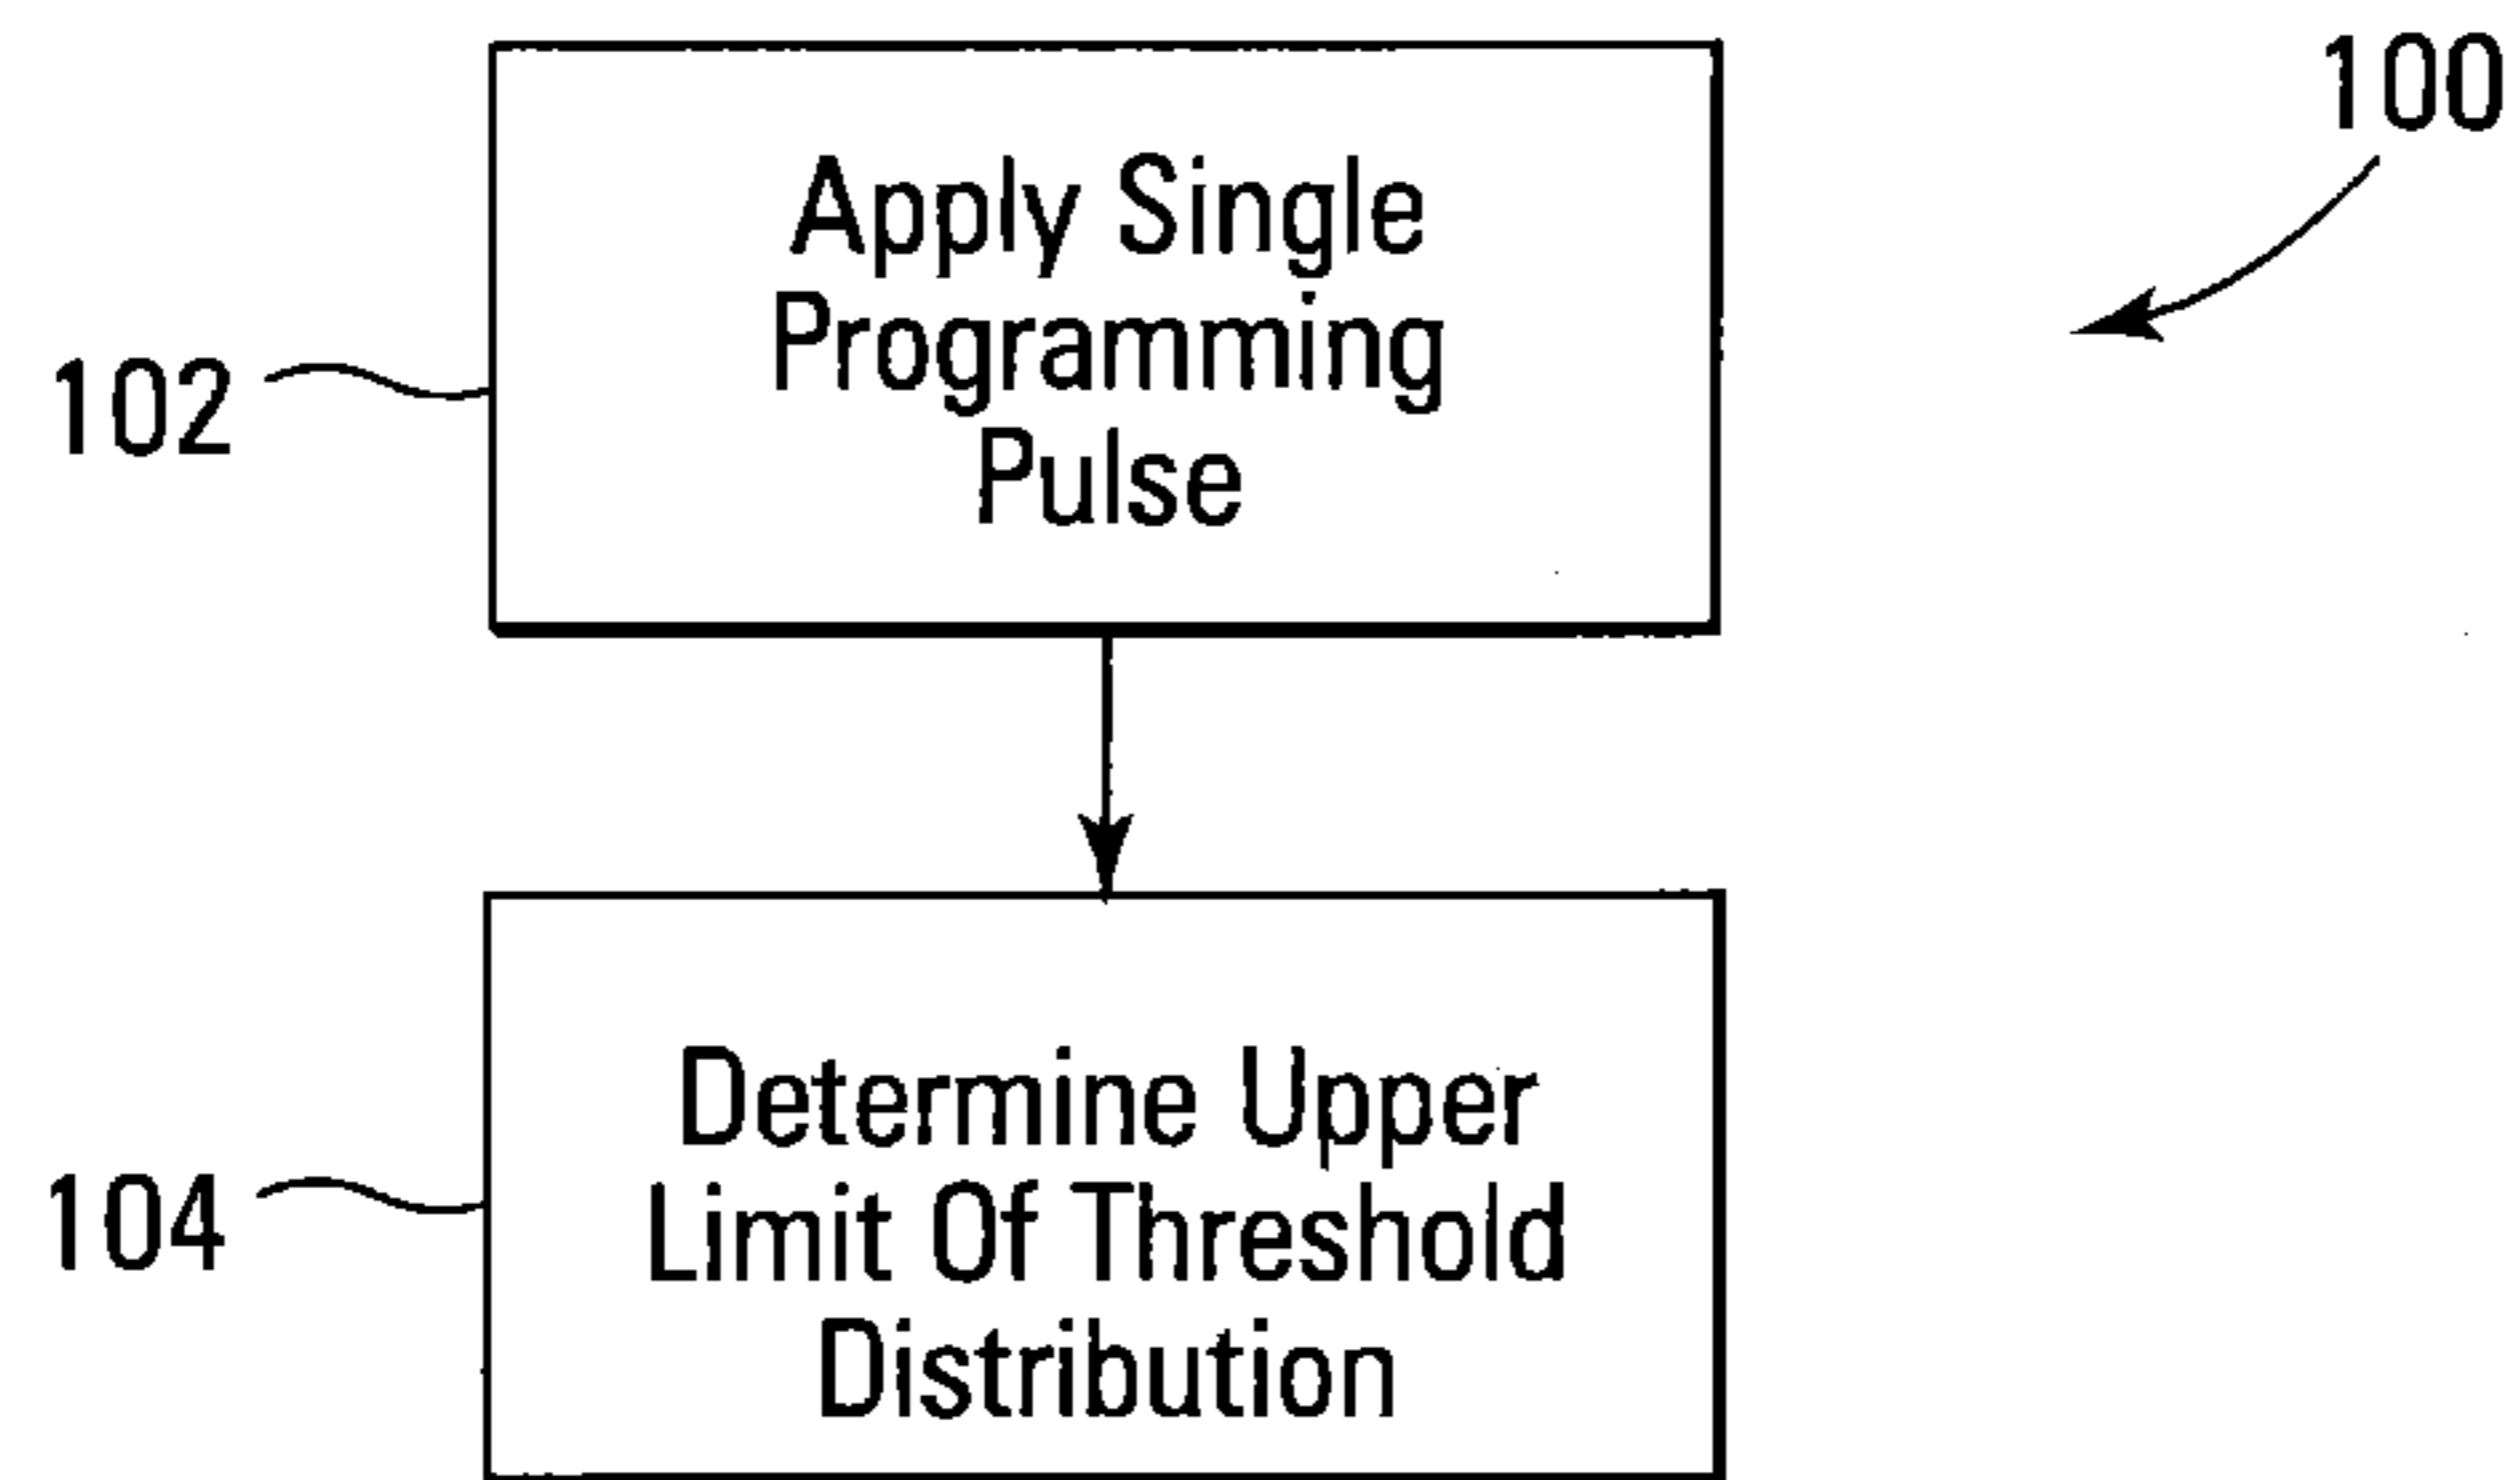 100
Apply Single
Programming
Pulse
102
Determine Upper
Limit Of Threshold
Distribution
104